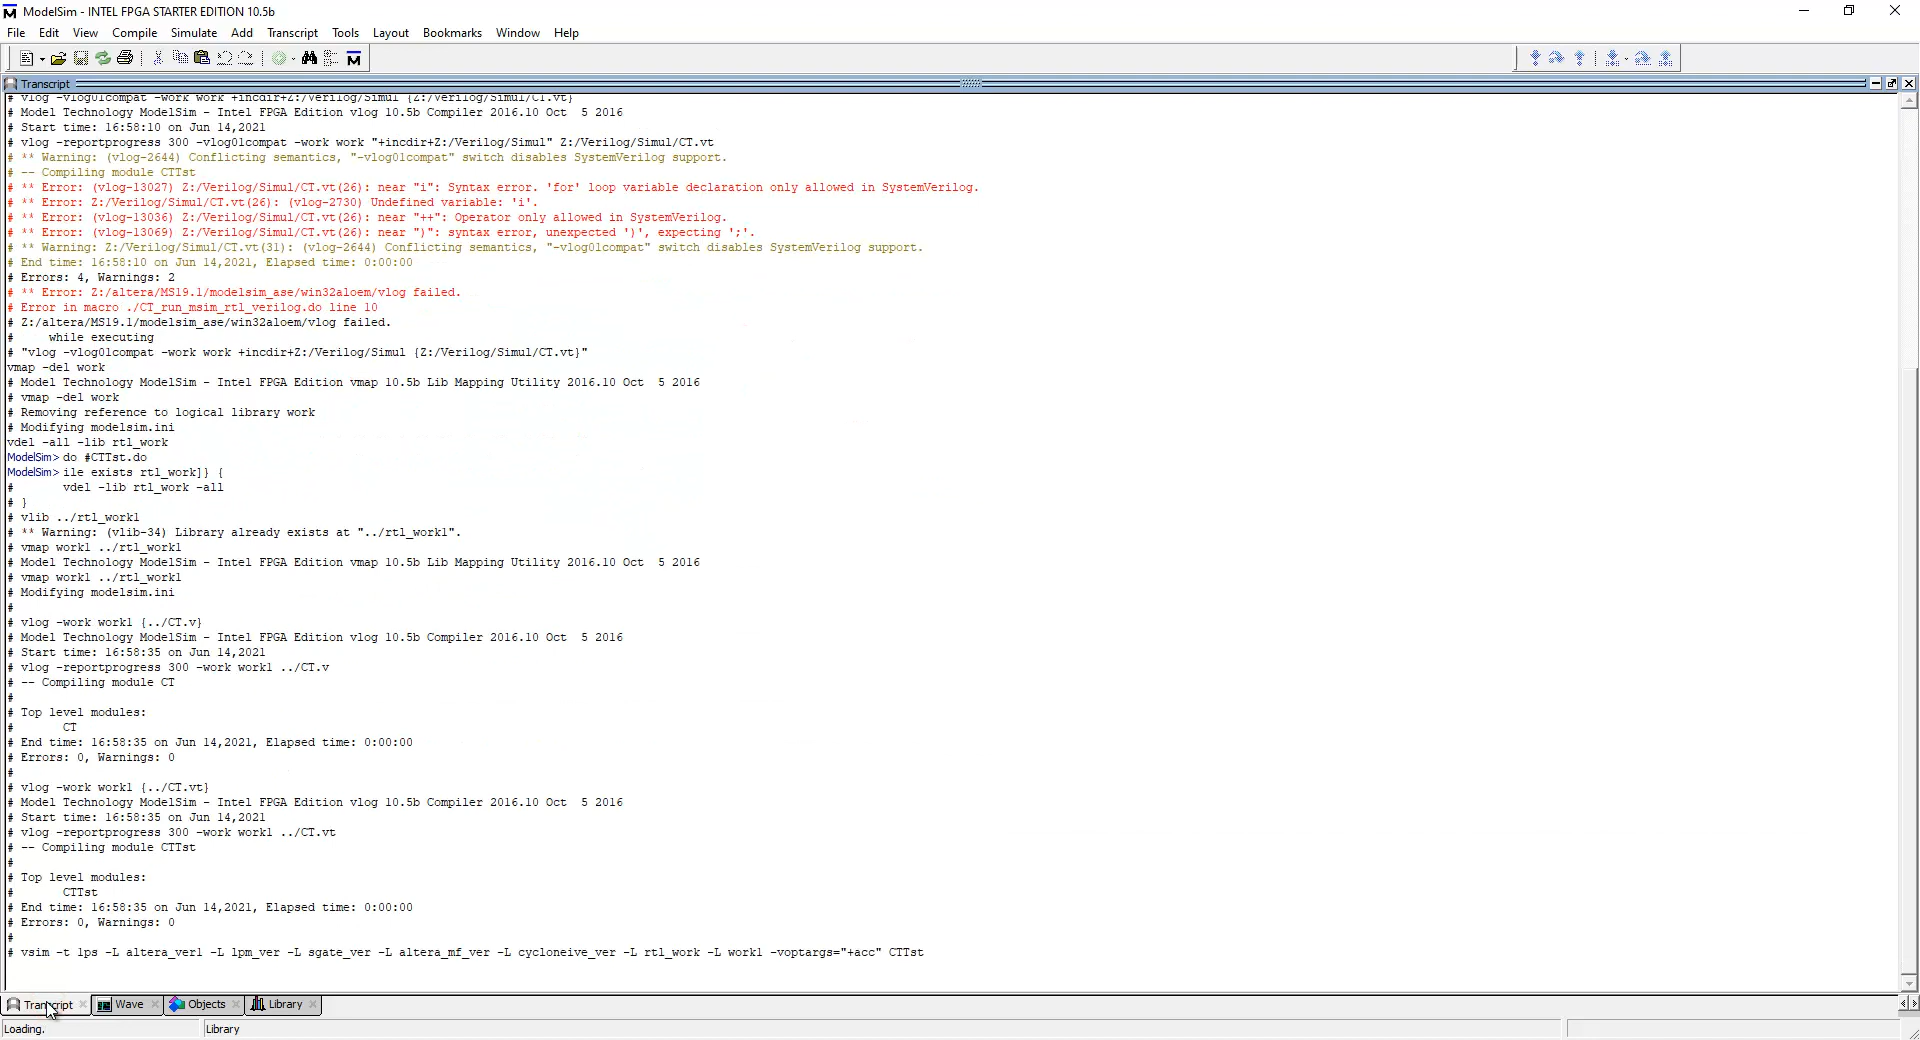 ModelSim - INTEL FPGA STARTER EDITION 10.5b
File Edit View Compile Simulate Add Transcript Tools Layout Bookmarks Window Help
Transcript
# vlog -vlog01compat -work work +incdir+Z:/Verilog/Simul {Z:/Verilog/Simul/CT.vt}
# Model Technology ModelSim - Intel FPGA Edition vlog 10.5b Compiler 2016.10 Oct  5 2016
# Start time: 16:58:10 on Jun 14,2021
# vlog -reportprogress 300 -vlog01compat -work work "+incdir+Z:/Verilog/Simul" Z:/Verilog/Simul/CT.vt
# ** Warning: (vlog-2644) Conflicting semantics, "-vlog01compat" switch disables SystemVerilog support.
# -- Compiling module CTTst
# ** Error: (vlog-13027) Z:/Verilog/Simul/CT.vt(26): near "i": Syntax error. 'for' loop variable declaration only allowed in SystemVerilog.
# ** Error: Z:/Verilog/Simul/CT.vt(26): (vlog-2730) Undefined variable: 'i'.
# ** Error: (vlog-13036) Z:/Verilog/Simul/CT.vt(26): near "++": Operator only allowed in SystemVerilog.
# ** Error: (vlog-13069) Z:/Verilog/Simul/CT.vt(26): near ")": syntax error, unexpected ')', expecting ';'.
# ** Warning: Z:/Verilog/Simul/CT.vt(31): (vlog-2644) Conflicting semantics, "-vlog01compat" switch disables SystemVerilog support.
# End time: 16:58:10 on Jun 14,2021, Elapsed time: 0:00:00
# Errors: 4, Warnings: 2
# ** Error: Z:/altera/MS19.1/modelsim_ase/win32aloem/vlog failed.
# Error in macro ./CT_run_msim_rtl_verilog.do line 10
# Z:/altera/MS19.1/modelsim_ase/win32aloem/vlog failed.
#     while executing
# "vlog -vlog01compat -work work +incdir+Z:/Verilog/Simul {Z:/Verilog/Simul/CT.vt}"
vmap -del work
# Model Technology ModelSim - Intel FPGA Edition vmap 10.5b Lib Mapping Utility 2016.10 Oct  5 2016
# vmap -del work
# Removing reference to logical library work
# Modifying modelsim.ini
vdel -all -lib rtl_work
ModelSim> do #CTTst.do
ModelSim> ile exists rtl_work]} {
#       vdel -lib rtl_work -all
# }
# vlib ../rtl_work1
# ** Warning: (vlib-34) Library already exists at "../rtl_work1".
# vmap work1 ../rtl_work1
# Model Technology ModelSim - Intel FPGA Edition vmap 10.5b Lib Mapping Utility 2016.10 Oct  5 2016
# vmap work1 ../rtl_work1
# Modifying modelsim.ini
#
# vlog -work work1 {../CT.v}
# Model Technology ModelSim - Intel FPGA Edition vlog 10.5b Compiler 2016.10 Oct  5 2016
# Start time: 16:58:35 on Jun 14,2021
# vlog -reportprogress 300 -work work1 ../CT.v
# -- Compiling module CT
#
# Top level modules:
#       CT
# End time: 16:58:35 on Jun 14,2021, Elapsed time: 0:00:00
# Errors: 0, Warnings: 0
#
# vlog -work work1 {../CT.vt}
# Model Technology ModelSim - Intel FPGA Edition vlog 10.5b Compiler 2016.10 Oct  5 2016
# Start time: 16:58:35 on Jun 14,2021
# vlog -reportprogress 300 -work work1 ../CT.vt
# -- Compiling module CTTst
#
# Top level modules:
#       CTTst
# End time: 16:58:35 on Jun 14,2021, Elapsed time: 0:00:00
# Errors: 0, Warnings: 0
#
# vsim -t 1ps -L altera_ver1 -L lpm_ver -L sgate_ver -L altera_mf_ver -L cycloneive_ver -L rtl_work -L work1 -voptargs="+acc" CTTst
Transcript Wave Objects Library
Loading. Library